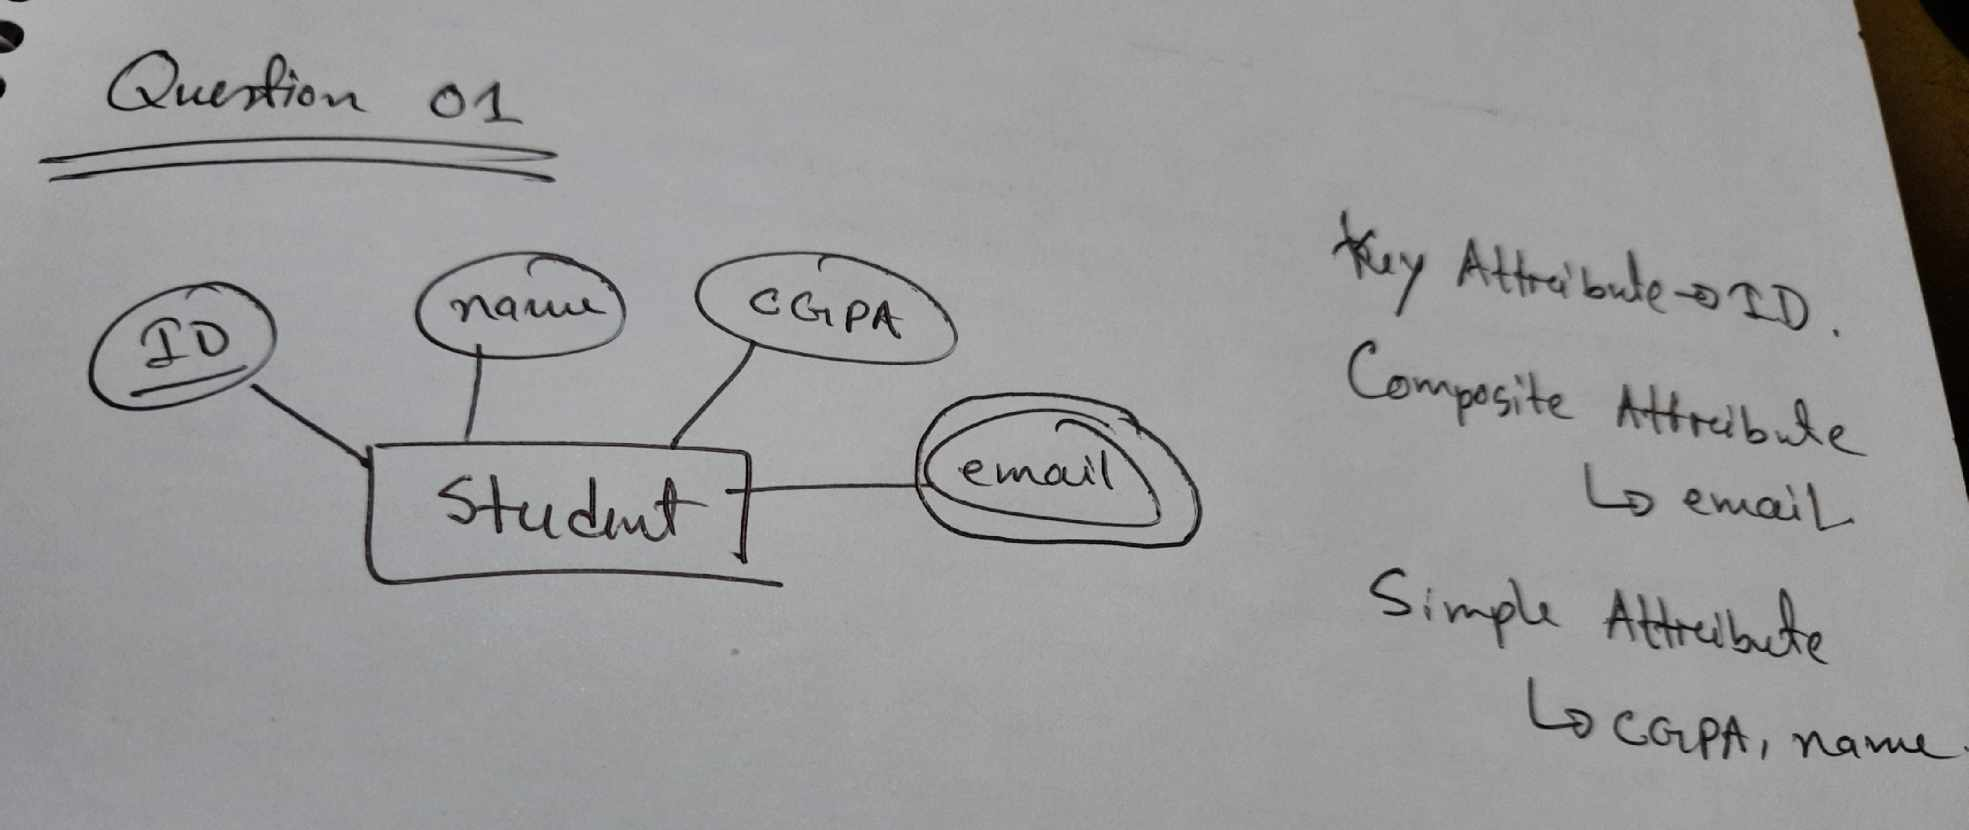 Question 01
ID
name
CGPA
email
Student
Key Attribute → ID.
Composite Attribute
↳ email
Simple Attribute
↳ CGPA, name.